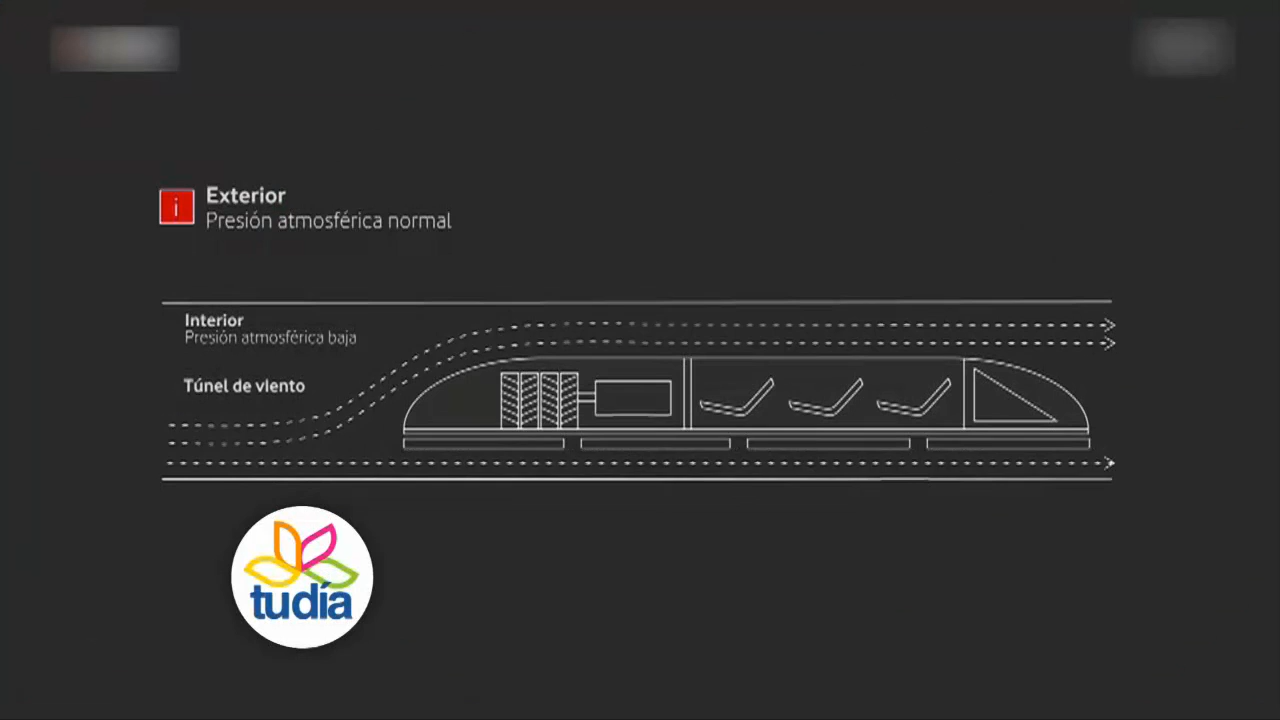 i
Exterior
Presión atmosférica normal
Interior
Presión atmosférica baja
Túnel de viento
tudía